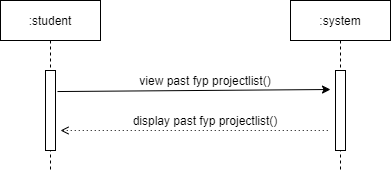 :student
:system
view past fyp projectlist()
display past fyp projectlist()